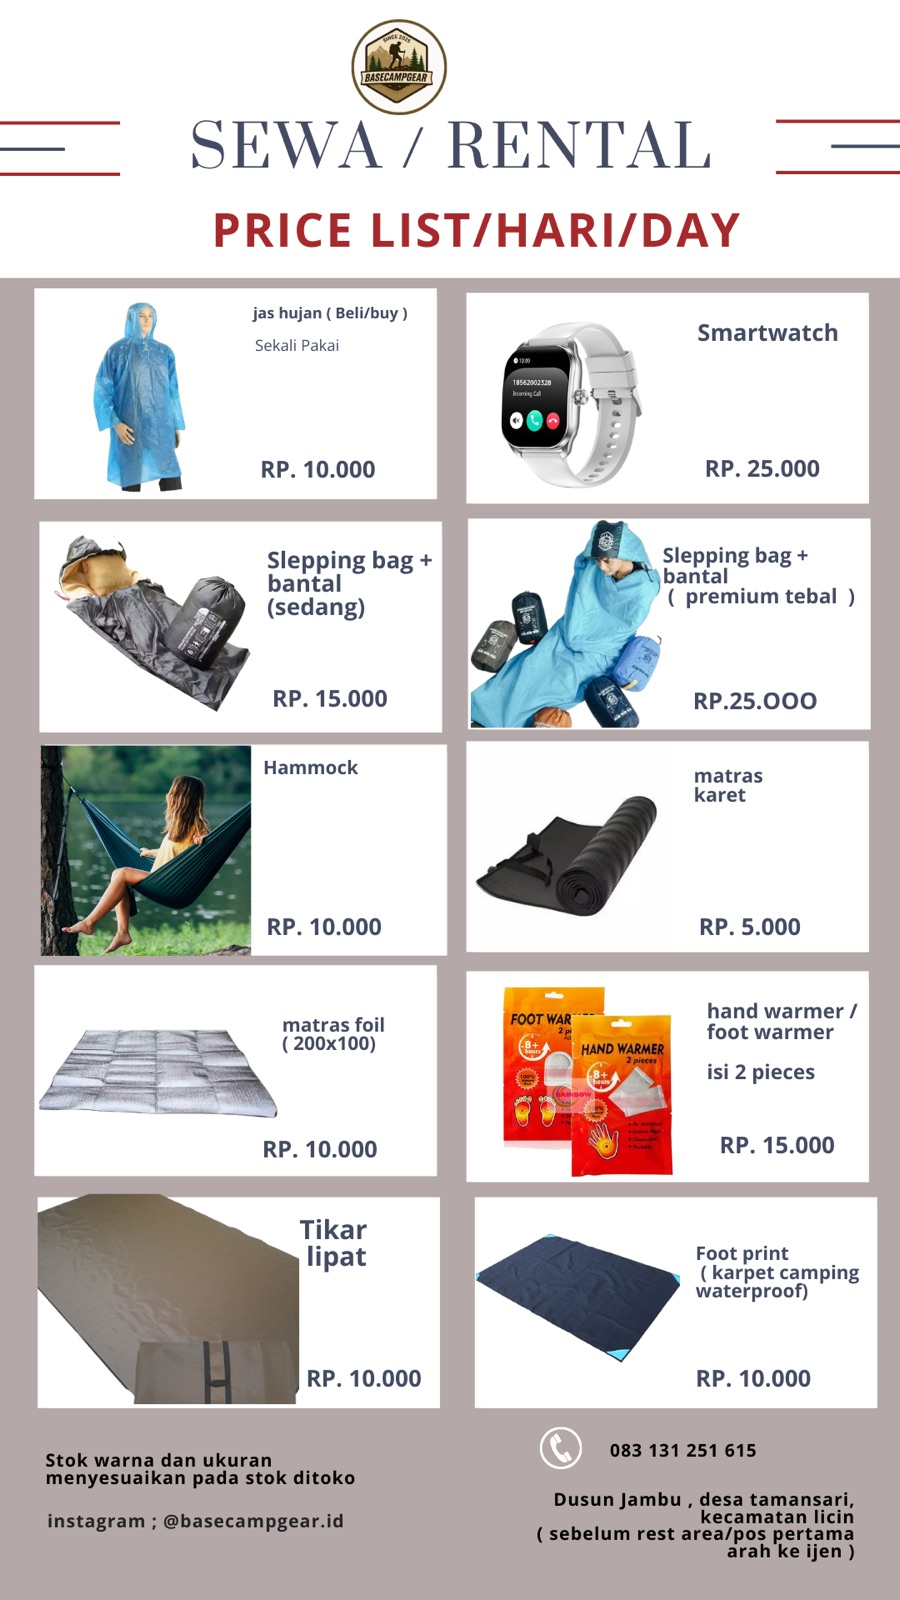 SINCE 2025
BASECAMPGEAR
SEWA / RENTAL
PRICE LIST/HARI/DAY
jas hujan ( Beli/buy )
Sekali Pakai
RP. 10.000
10:09
18562002328
Incoming Call
Smartwatch
RP. 25.000
Slepping bag +
bantal
(sedang)
RP. 15.000
Slepping bag +
bantal
( premium tebal )
RP.25.OOO
Hammock
RP. 10.000
matras
karet
RP. 5.000
matras foil
( 200x100)
RP. 10.000
FOOT WAR
8+
hours
100%
HAND WARMER
2 pieces
8+
hours
RAINBOW
hand warmer /
foot warmer
isi 2 pieces
RP. 15.000
Tikar
lipat
RP. 10.000
Foot print
( karpet camping
waterproof)
RP. 10.000
Stok warna dan ukuran
menyesuaikan pada stok ditoko
instagram ; @basecampgear.id
083 131 251 615
Dusun Jambu , desa tamansari,
kecamatan licin
( sebelum rest area/pos pertama
arah ke ijen )